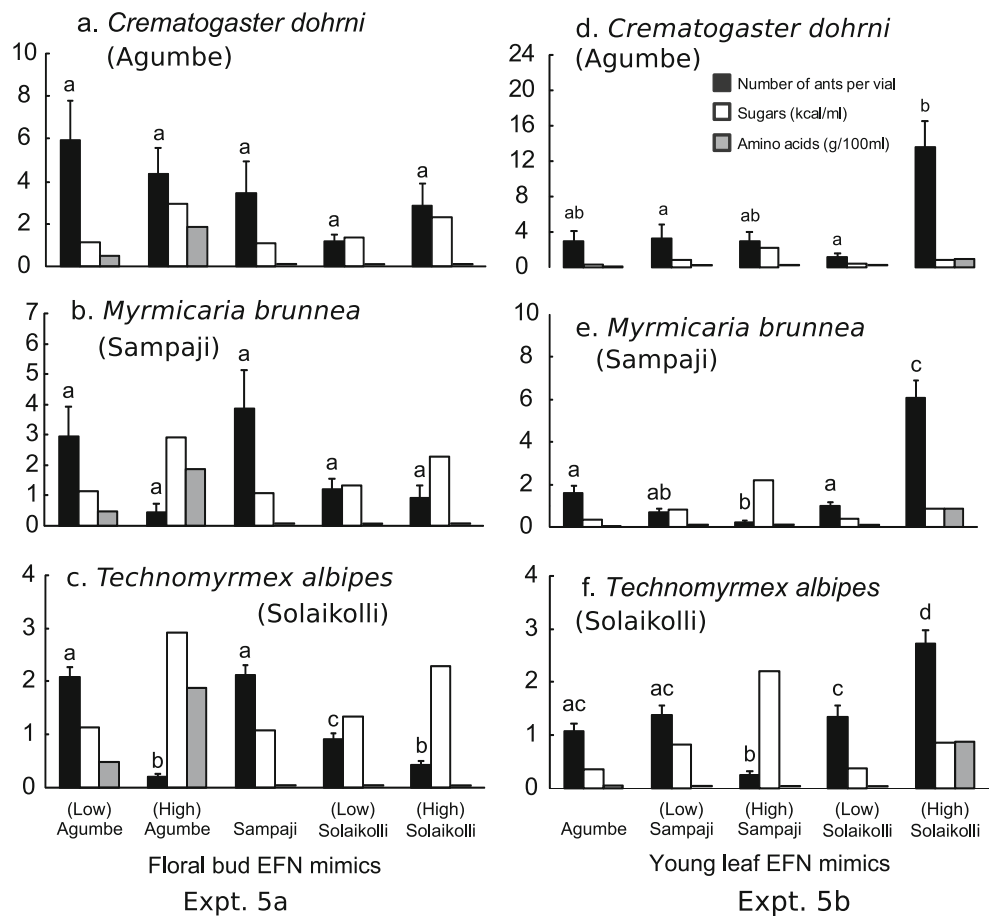 a. Crematogaster dohrni
(Agumbe)
10
8
6
4
2
0
a
a
a
a
a
b. Myrmicaria brunnea
(Sampaji)
7
6
5
4
3
2
1
0
a
a
a
a
a
c. Technomyrmex albipes
(Solaikolli)
4
3
2
1
0
a
b
a
c
b
(Low)
Agumbe
(High)
Agumbe
Sampaji
(Low)
Solaikolli
(High)
Solaikolli
Floral bud EFN mimics
Expt. 5a
d. Crematogaster dohrni
(Agumbe)
Number of ants per vial
Sugars (kcal/ml)
Amino acids (g/100ml)
24
20
16
12
8
4
0
ab
a
ab
a
b
e. Myrmicaria brunnea
(Sampaji)
10
8
6
4
2
0
a
ab
b
a
c
f. Technomyrmex albipes
(Solaikolli)
4
3
2
1
0
ac
ac
b
c
d
Agumbe
(Low)
Sampaji
(High)
Sampaji
(Low)
Solaikolli
(High)
Solaikolli
Young leaf EFN mimics
Expt. 5b